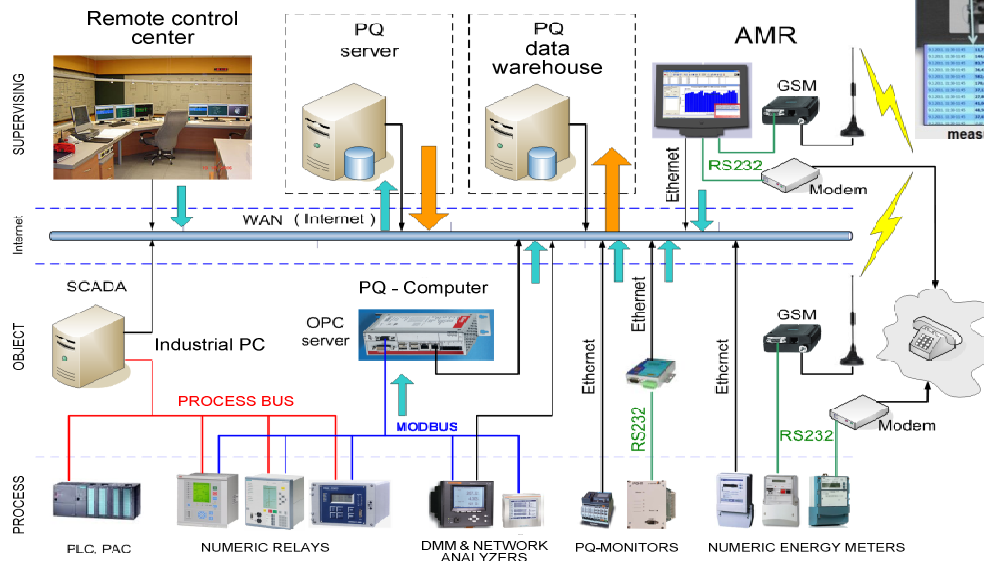 Remote control
center
PQ
server
PQ
data
warehouse
AMR
GSM
RS232
Modem
Ethernet
measu
SUPERVISING
Internet
WAN ( Internet )
OBJECT
SCADA
Industrial PC
PQ - Computer
OPC
server
Ethernet
Ethernet
Ethernet
GSM
RS232
RS232
Modem
PROCESS BUS
MODBUS
PROCESS
PLC, PAC
NUMERIC RELAYS
DMM & NETWORK
ANALYZERS
PQ-MONITORS
NUMERIC ENERGY METERS